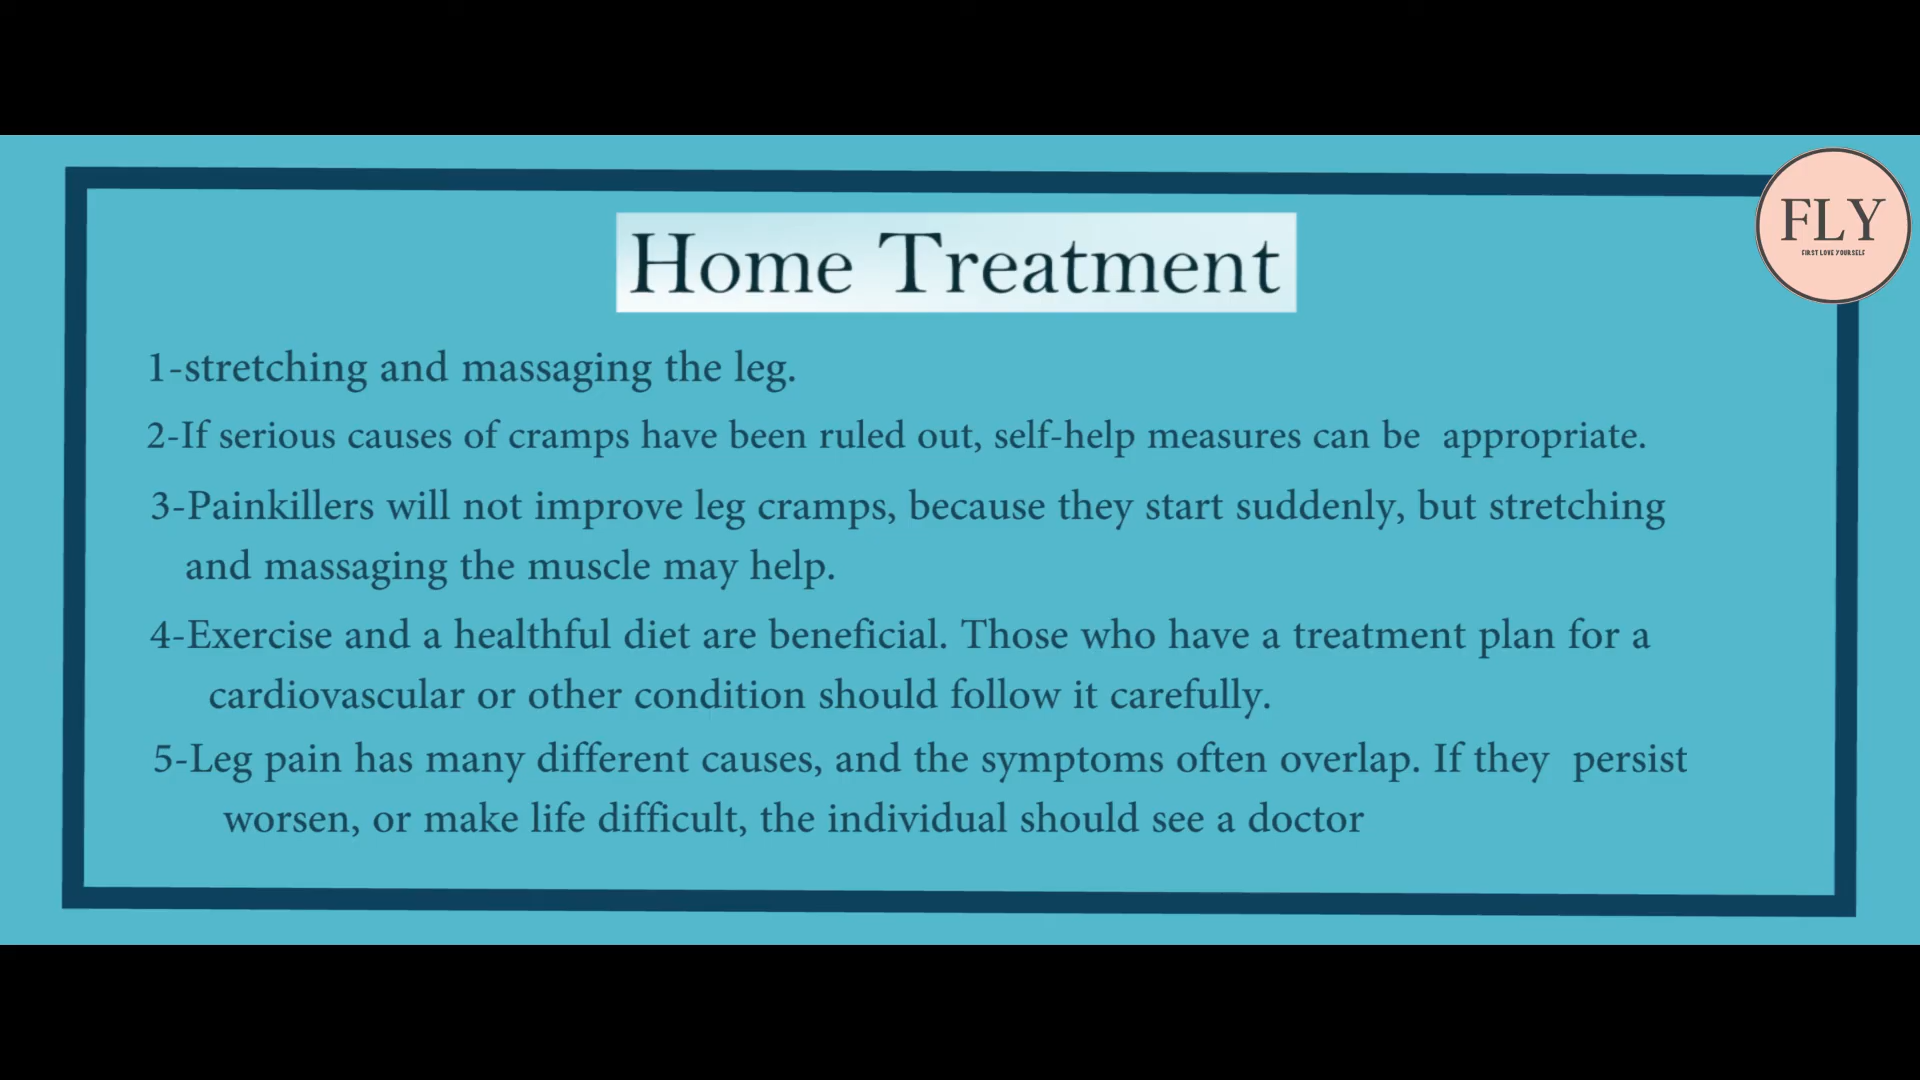 FLY
FIRST LOVE YOURSELF
Home Treatment
1-stretching and massaging the leg.
2-If serious causes of cramps have been ruled out, self-help measures can be  appropriate.
3-Painkillers will not improve leg cramps, because they start suddenly, but stretching
and massaging the muscle may help.
4-Exercise and a healthful diet are beneficial. Those who have a treatment plan for a
cardiovascular or other condition should follow it carefully.
5-Leg pain has many different causes, and the symptoms often overlap. If they  persist
worsen, or make life difficult, the individual should see a doctor